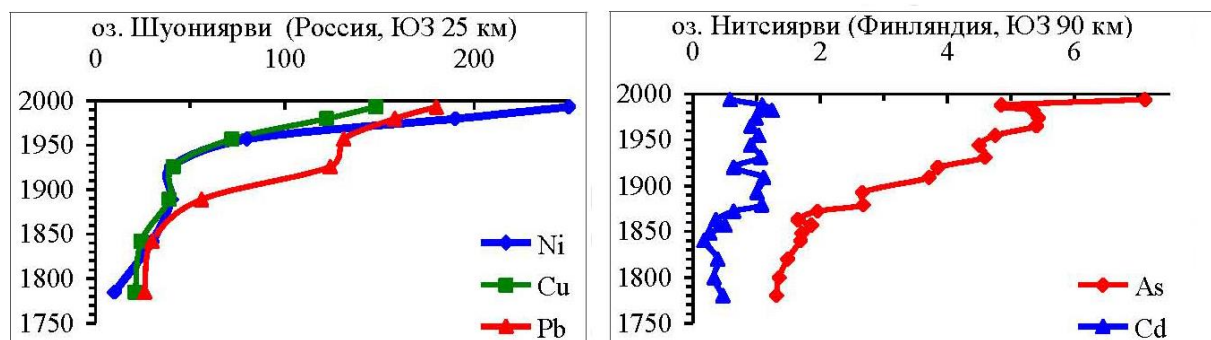 оз. Шуониярви (Россия, ЮЗ 25 км)
0 100 200
2000
1950
1900
1850
1800
1750
Ni
Cu
Pb
оз. Нитсиярви (Финляндия, ЮЗ 90 км)
0 2 4 6
2000
1950
1900
1850
1800
1750
As
Cd